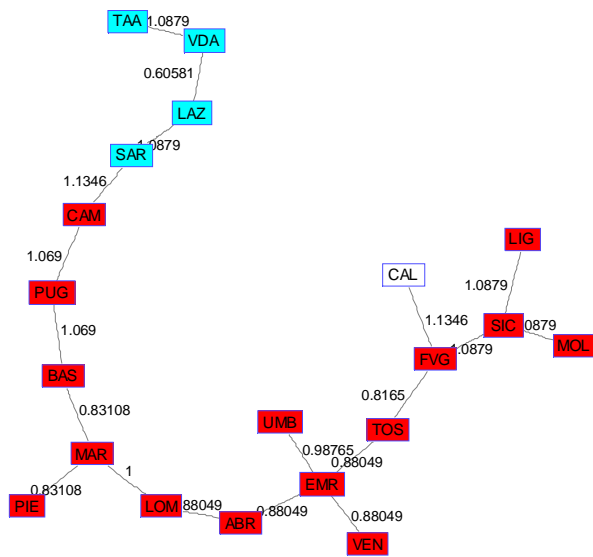 TAA
1.0879
VDA
0.60581
LAZ
1.0879
SAR
1.1346
CAM
1.069
PUG
1.069
BAS
0.83108
MAR
0.83108
PIE
1
LOM
88049
ABR
0.88049
EMR
UMB
0.98765
0.88049
TOS
0.88049
VEN
0.8165
FVG
1.1346
CAL
1.0879
SIC
1.0879
LIG
0879
MOL